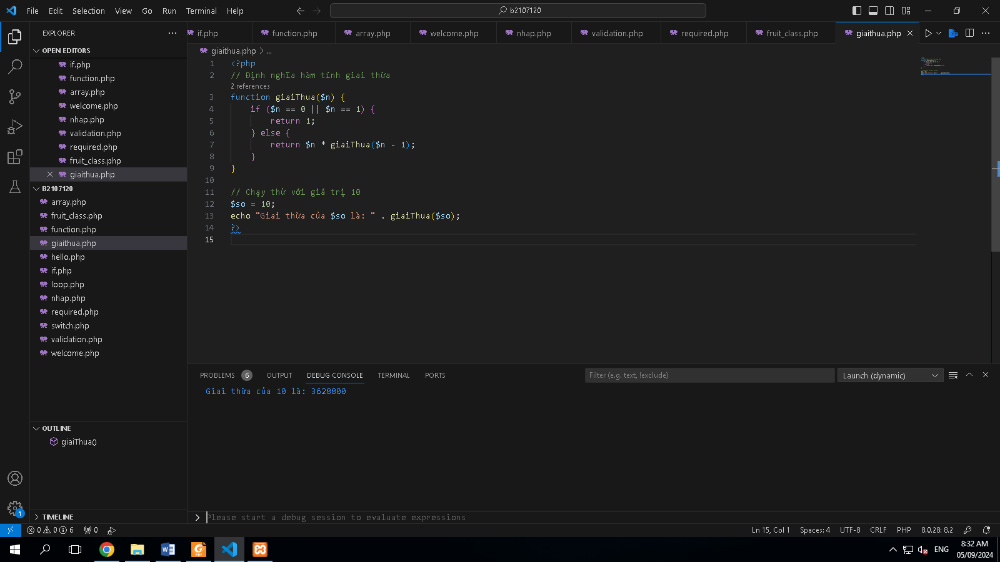 File Edit Selection View Go Run Terminal Help
b2107120
EXPLORER
if.php function.php array.php welcome.php nhap.php validation.php required.php fruit_class.php giaithua.php
OPEN EDITORS
if.php
function.php
array.php
welcome.php
nhap.php
validation.php
required.php
fruit_class.php
giaithua.php
B2107120
array.php
fruit_class.php
function.php
giaithua.php
hello.php
if.php
loop.php
nhap.php
required.php
switch.php
validation.php
welcome.php
OUTLINE
giaiThua()
TIMELINE
giaithua.php > ...
1 <?php
2 // Định nghĩa hàm tính giai thừa
2 references
3 function giaiThua($n) {
4 if ($n == 0 || $n == 1) {
5 return 1;
6 } else {
7 return $n * giaiThua($n - 1);
8 }
9 }
10
11 // Chạy thử với giá trị 10
12 $so = 10;
13 echo "Giai thừa của $so là: " . giaiThua($so);
14 ?>
15
PROBLEMS 6 OUTPUT DEBUG CONSOLE TERMINAL PORTS
Filter (e.g. text, !exclude)
Launch (dynamic)
Giai thừa của 10 là: 3628800
Please start a debug session to evaluate expressions
1
0 0 6 0
Ln 15, Col 1 Spaces: 4 UTF-8 CRLF PHP 8.0.28: 8.2
ENG
8:32 AM
05/09/2024